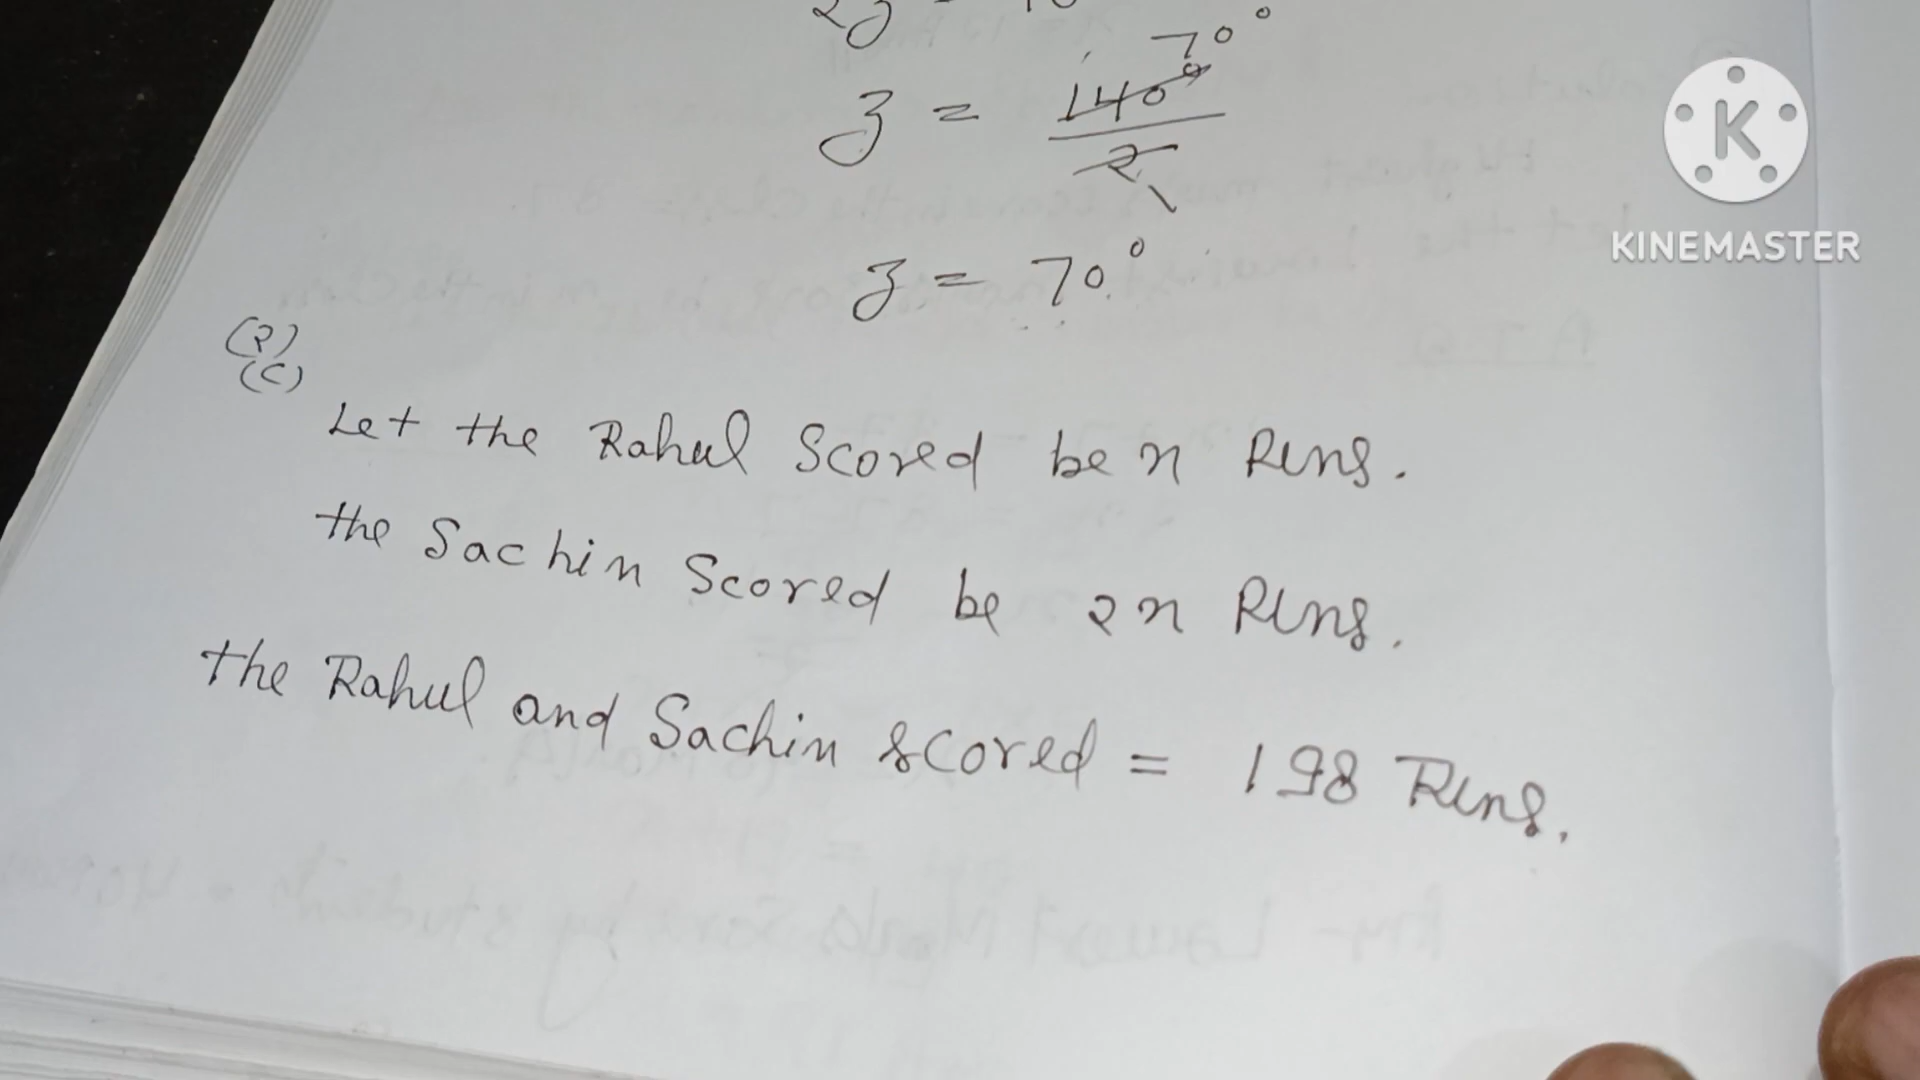 z = 140° / 2
70°
z = 70°
(2)
(c)
Let the Rahul Scored be x Runs.
the Sachin Scored be 2x Runs.
the Rahul and Sachin scored = 198 Runs.
K
KINEMASTER